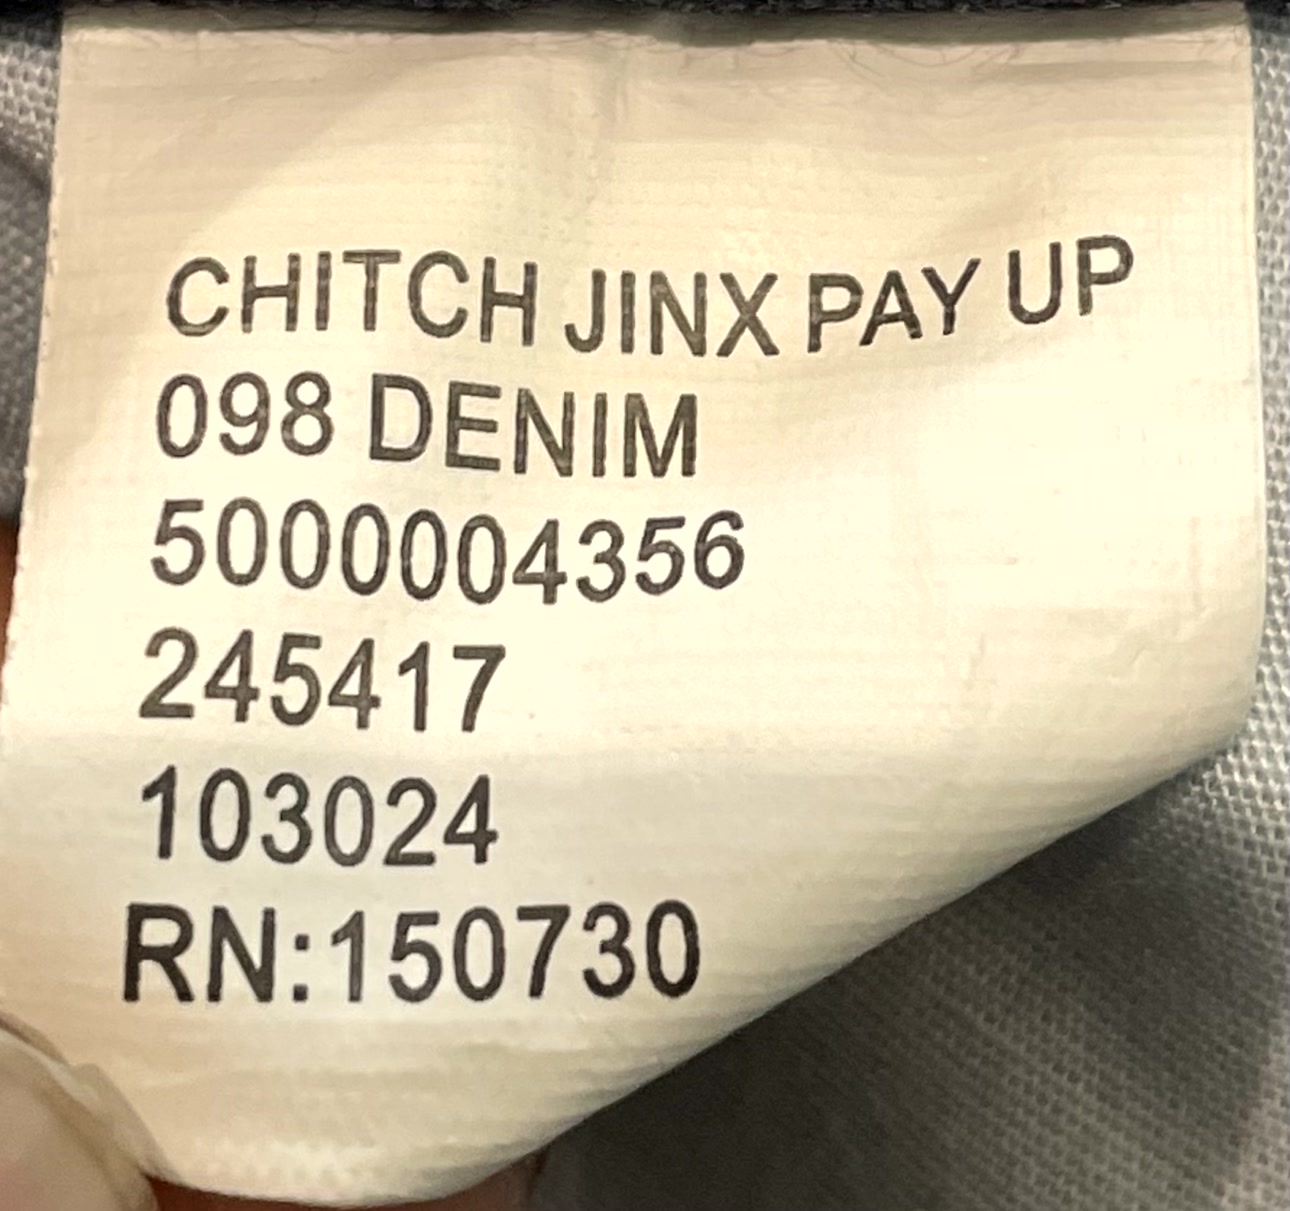 CHITCH JINX PAY UP
098 DENIM
5000004356
245417
103024
RN:150730